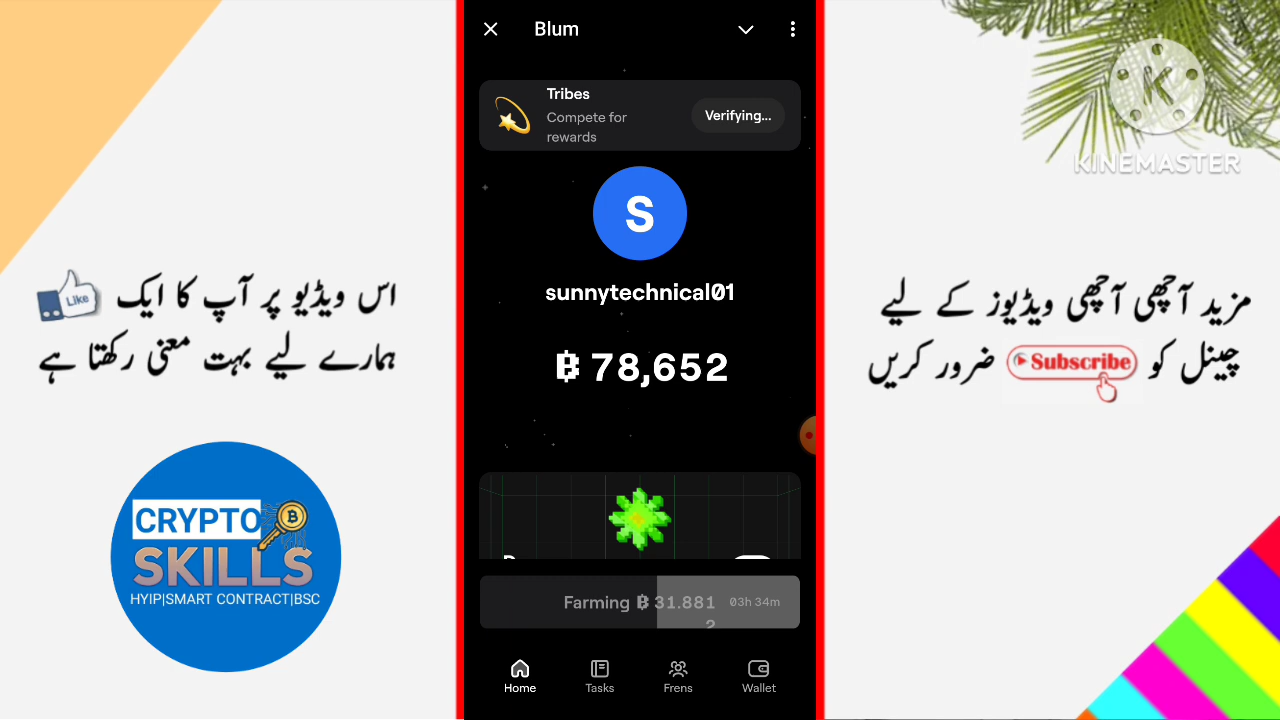 Blum
Tribes
Compete for
rewards
Verifying...
S
sunnytechnical01
78,652
Farming 31.881
03h 34m
Home
Tasks
Frens
Wallet
اس ویڈیو پر آپ کا ایک Like
ہمارے لیے بہت معنی رکھتا ہے
CRYPTO
SKILLS
HYIP|SMART CONTRACT|BSC
K
KINEMASTER
مزید آچھی آچھی ویڈیوز کے لیے
چینل کو Subscribe ضرور کریں